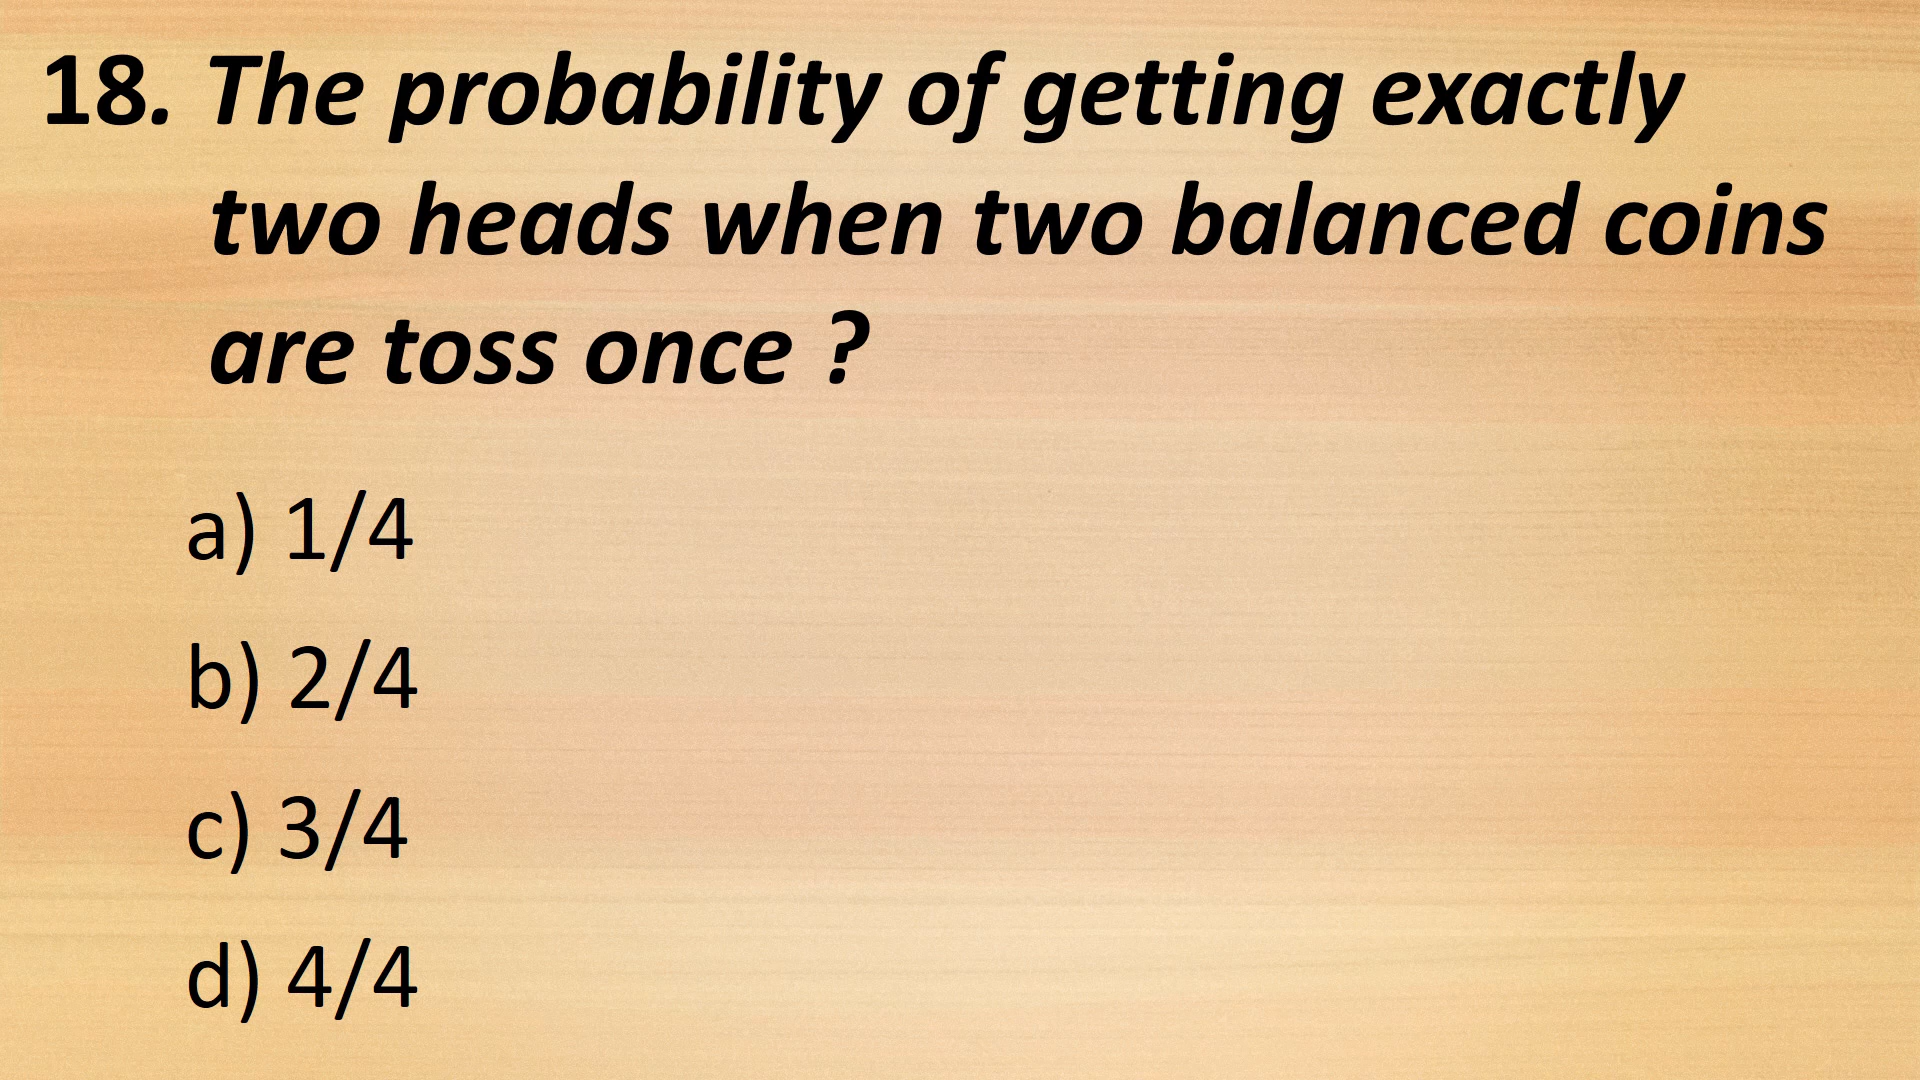 18. The probability of getting exactly
two heads when two balanced coins
are toss once ?
a) 1/4
b) 2/4
c) 3/4
d) 4/4